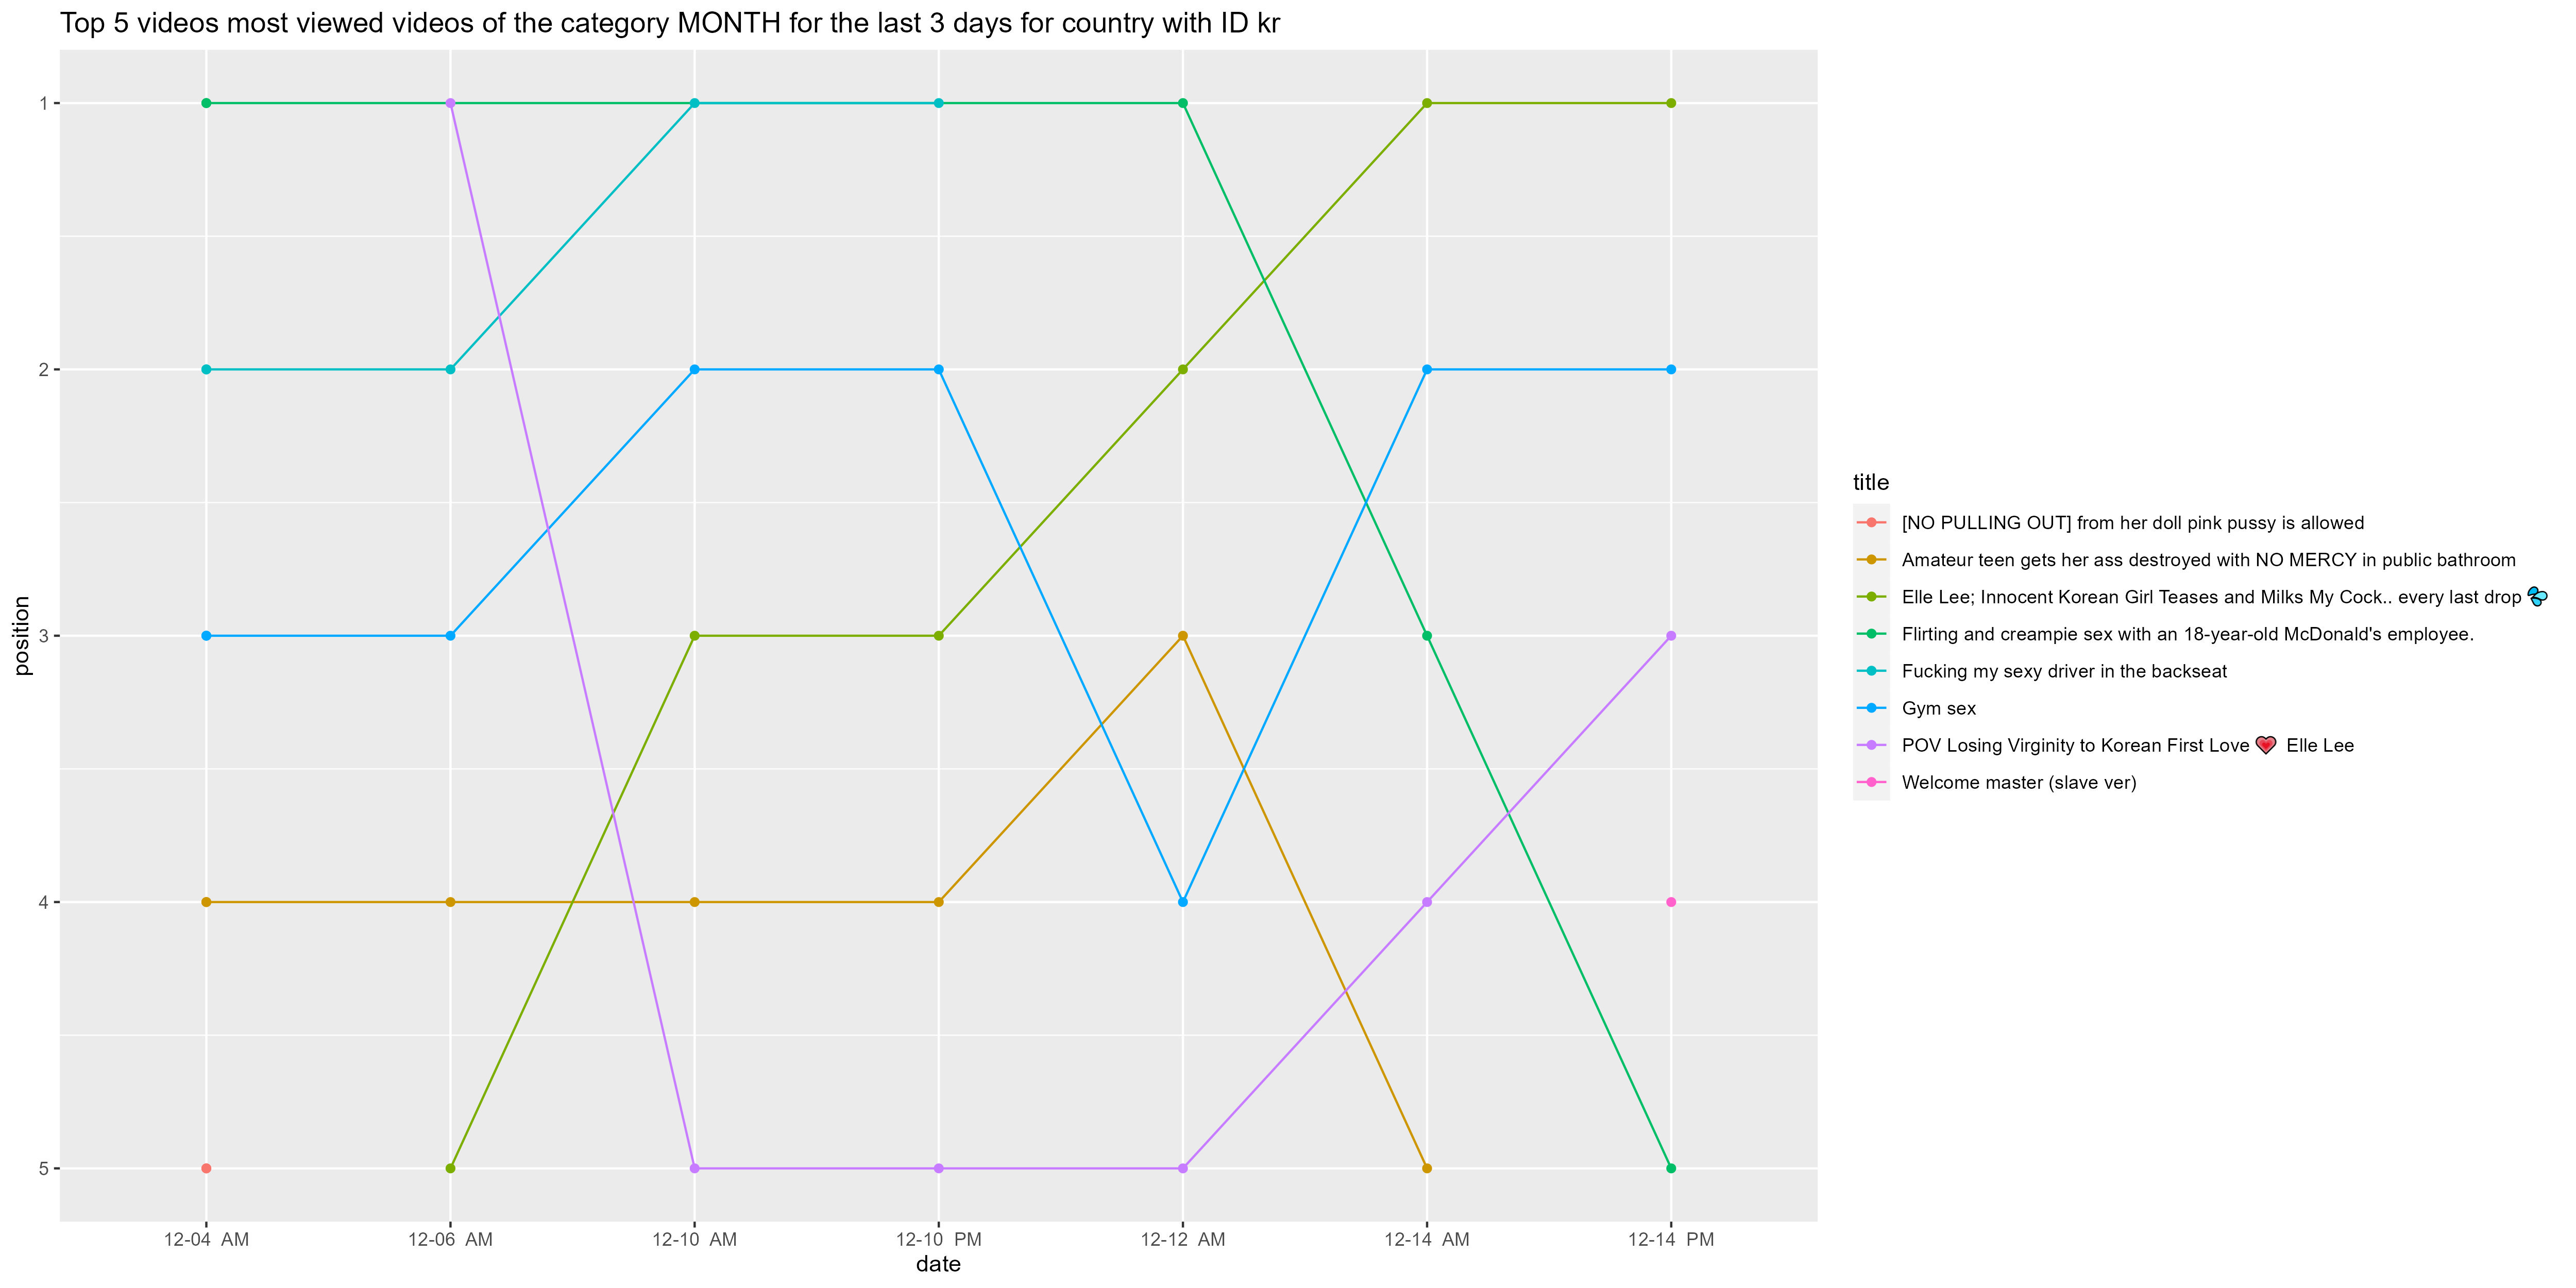 Top 5 videos most viewed videos of the category MONTH for the last 3 days for country with ID kr
position
1
2
3
4
5
12-04 AM
12-06 AM
12-10 AM
12-10 PM
12-12 AM
12-14 AM
12-14 PM
date
title
[NO PULLING OUT] from her doll pink pussy is allowed
Amateur teen gets her ass destroyed with NO MERCY in public bathroom
Elle Lee; Innocent Korean Girl Teases and Milks My Cock.. every last drop 💦
Flirting and creampie sex with an 18-year-old McDonald's employee.
Fucking my sexy driver in the backseat
Gym sex
POV Losing Virginity to Korean First Love 💗 Elle Lee
Welcome master (slave ver)